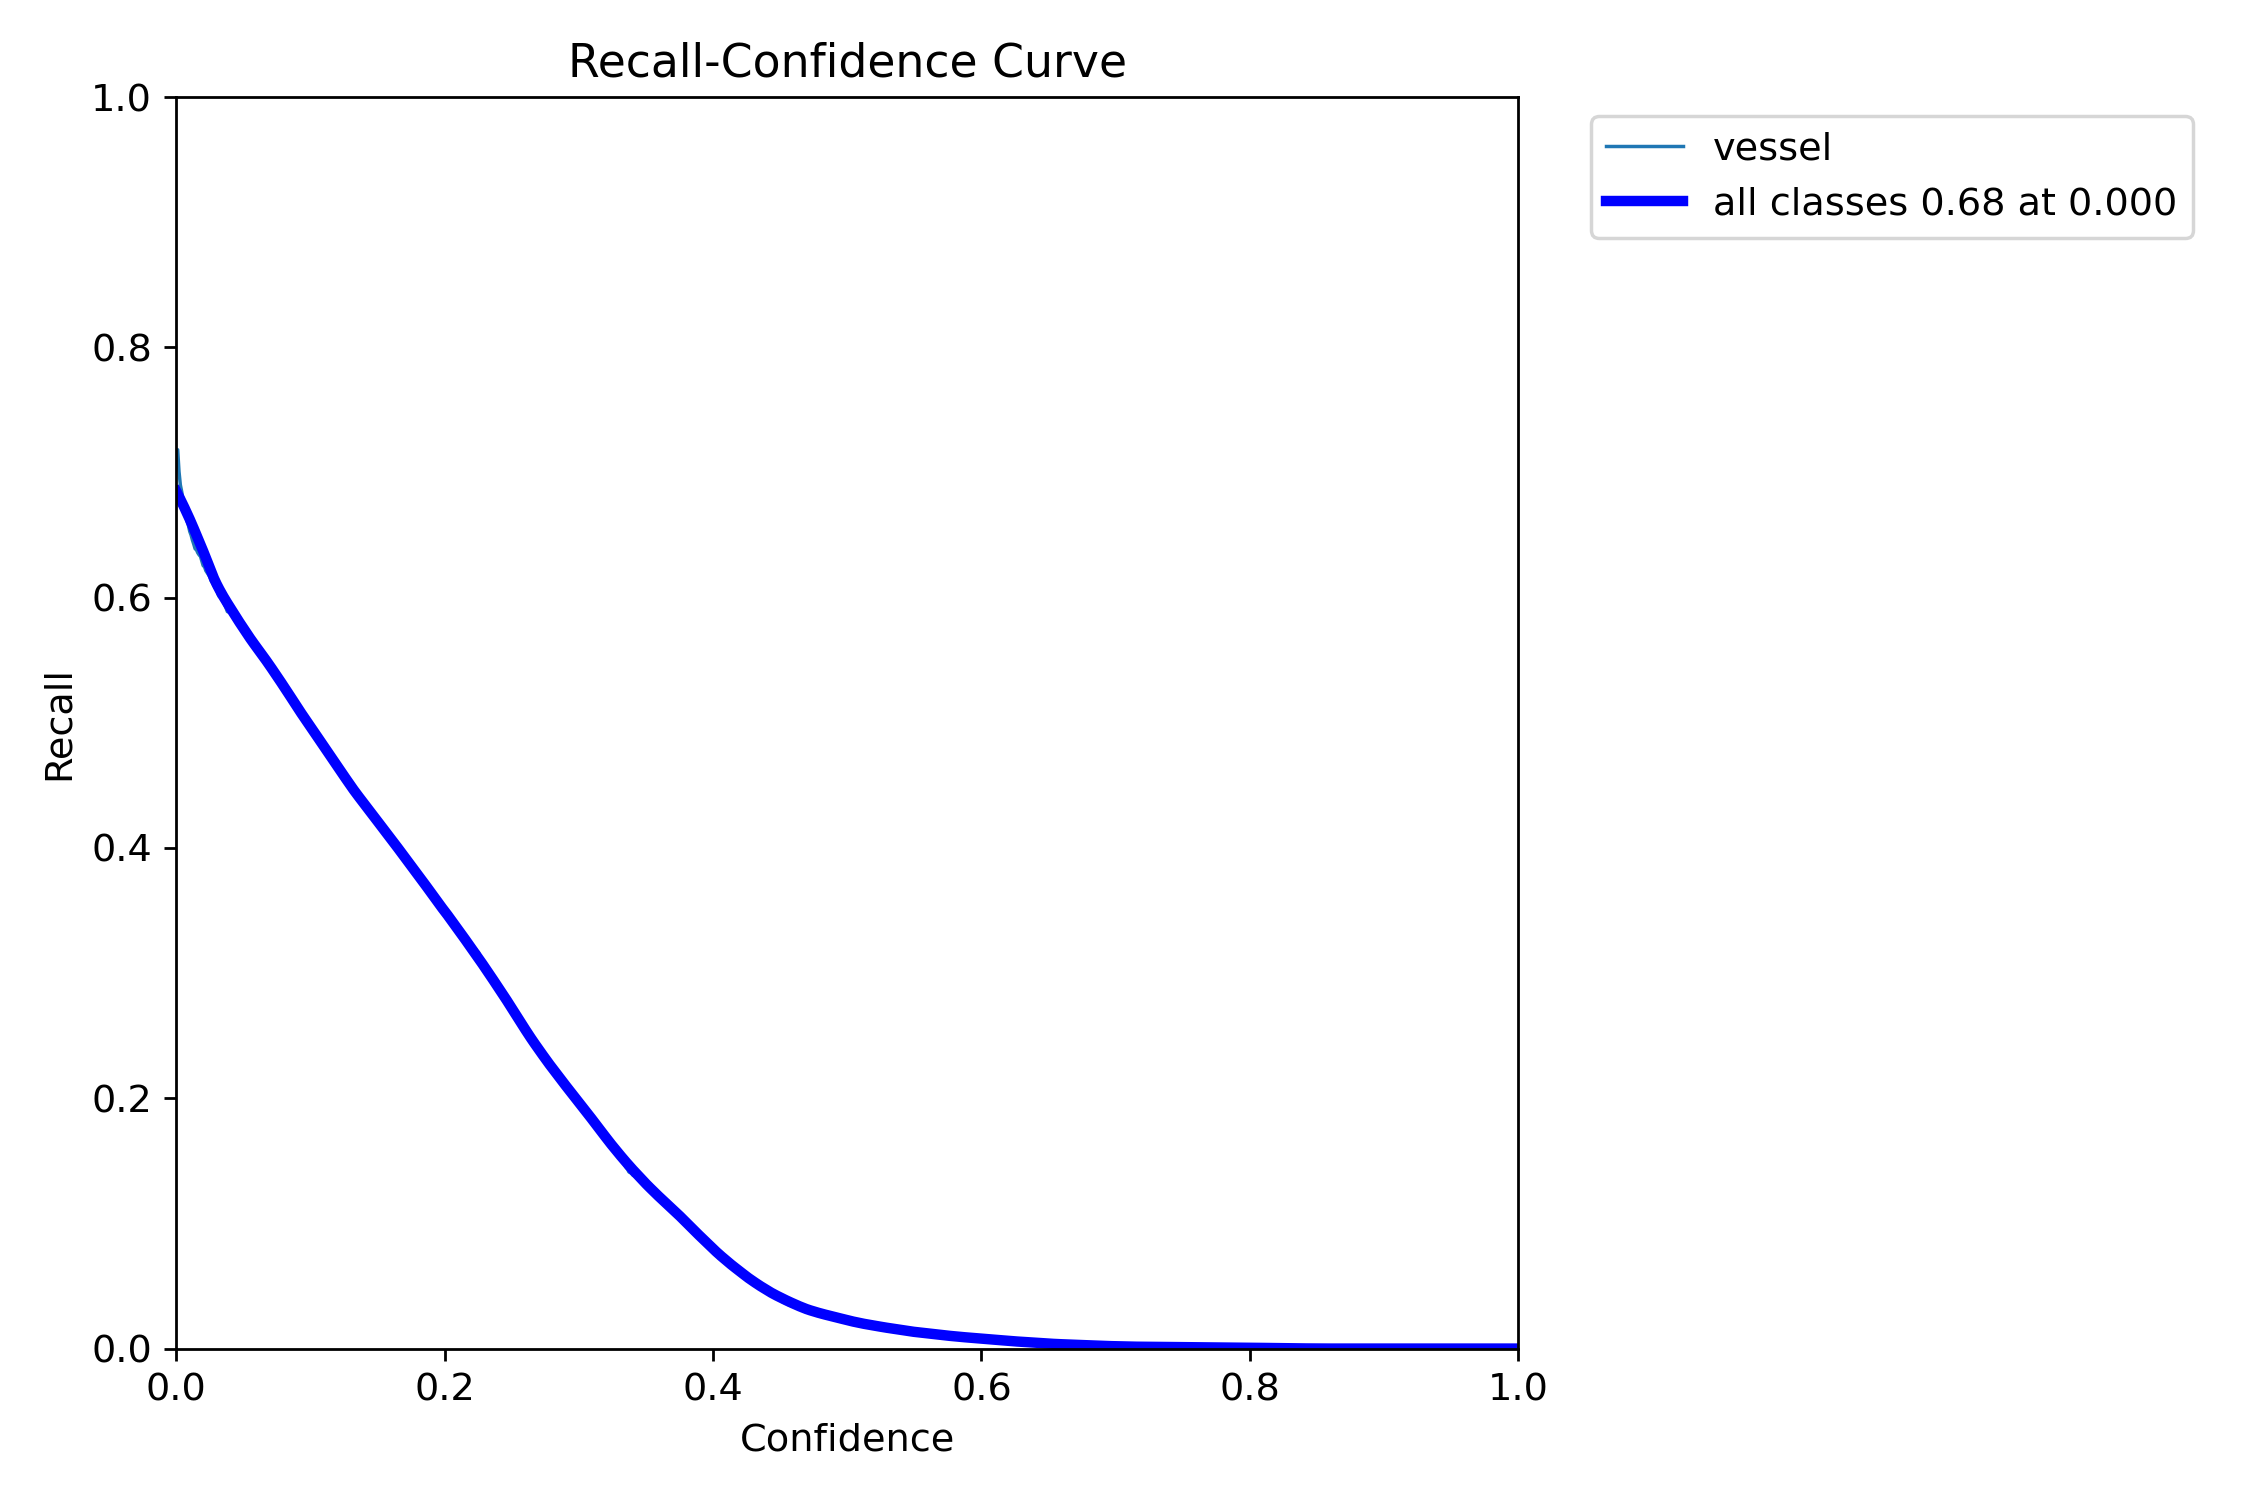 Recall-Confidence Curve
1.0
0.8
0.6
0.4
0.2
0.0
Recall
0.0 0.2 0.4 0.6 0.8 1.0
Confidence
vessel
all classes 0.68 at 0.000